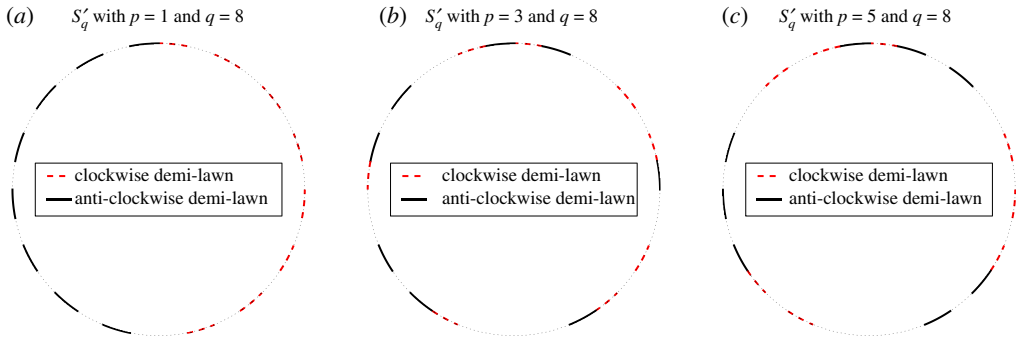 (a) S′q with p = 1 and q = 8
clockwise demi-lawn
anti-clockwise demi-lawn
(b) S′q with p = 3 and q = 8
clockwise demi-lawn
anti-clockwise demi-lawn
(c) S′q with p = 5 and q = 8
clockwise demi-lawn
anti-clockwise demi-lawn